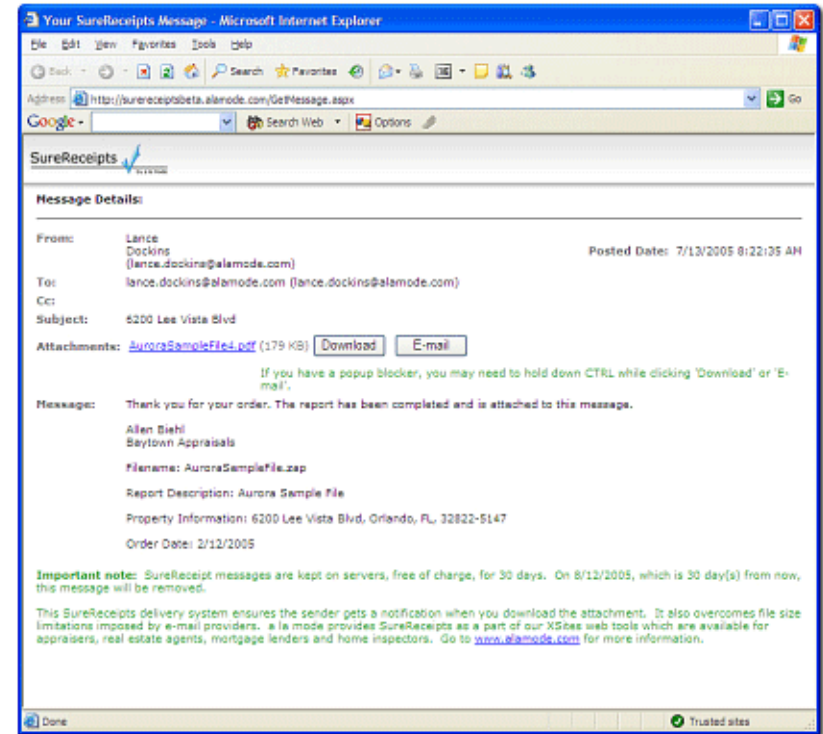 Your SureReceipts Message - Microsoft Internet Explorer
File Edit View Favorites Tools Help
Back Search Favorites
Address http://surereceiptsbeta.alamode.com/GetMessage.aspx Go
Google Search Web Options
SureReceipts
Message Details:
From: Lance
Dockins
(lance.dockins@alamode.com)
Posted Date: 7/13/2005 8:22:35 AM
To: lance.dockins@alamode.com (lance.dockins@alamode.com)
Cc:
Subject: 6200 Lee Vista Blvd
Attachments: AuroraSampleFile4.pdf (179 KB) Download E-mail
If you have a popup blocker, you may need to hold down CTRL while clicking 'Download' or 'E-
mail'.
Message: Thank you for your order. The report has been completed and is attached to this message.
Allen Biehl
Baytown Appraisals
Filename: AuroraSampleFile.zap
Report Description: Aurora Sample File
Property Information: 6200 Lee Vista Blvd, Orlando, FL, 32822-5147
Order Date: 2/12/2005
Important note: SureReceipt messages are kept on servers, free of charge, for 30 days. On 8/12/2005, which is 30 day(s) from now,
this message will be removed.
This SureReceipts delivery system ensures the sender gets a notification when you download the attachment. It also overcomes file size
limitations imposed by e-mail providers. a la mode provides SureReceipts as a part of our XSites web tools which are available for
appraisers, real estate agents, mortgage lenders and home inspectors. Go to www.alamode.com for more information.
Done Trusted sites